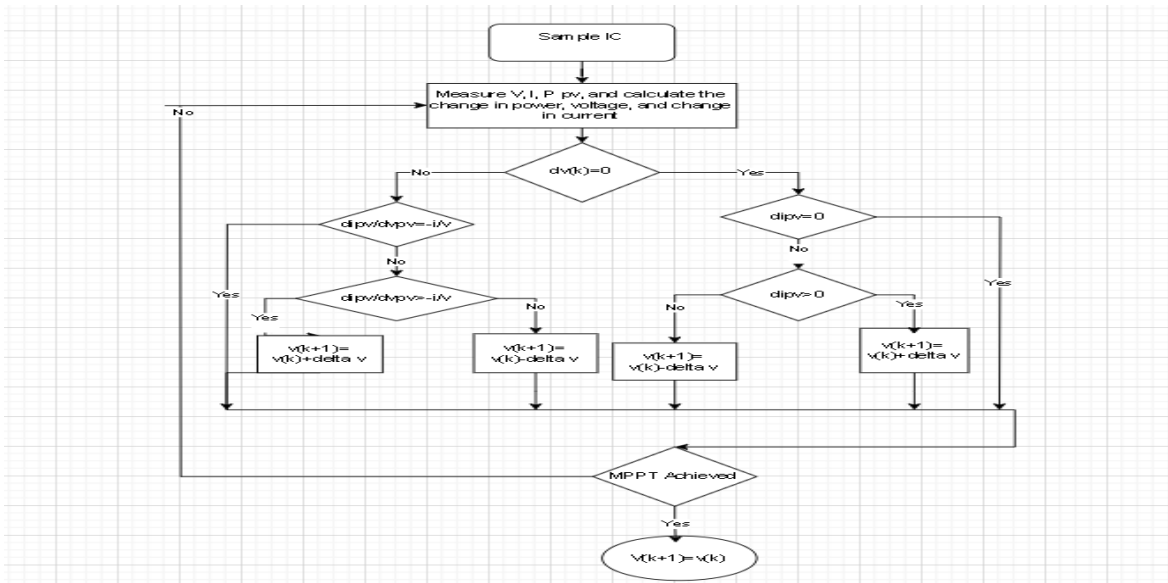 Sample IC
Measure V, I, P pv, and calculate the
change in power, voltage, and change
in current
No
dv(k)=0
No
Yes
dipv/dvpv=-i/v
dipv=0
No
No
dipv/dvpv>-i/v
dipv>0
Yes
Yes
No
No
Yes
Yes
v(k+1)=
v(k)+delta v
v(k+1)=
v(k)-delta v
v(k+1)=
v(k)-delta v
v(k+1)=
v(k)+delta v
MPPT Achieved
Yes
V(k+1)=v(k)